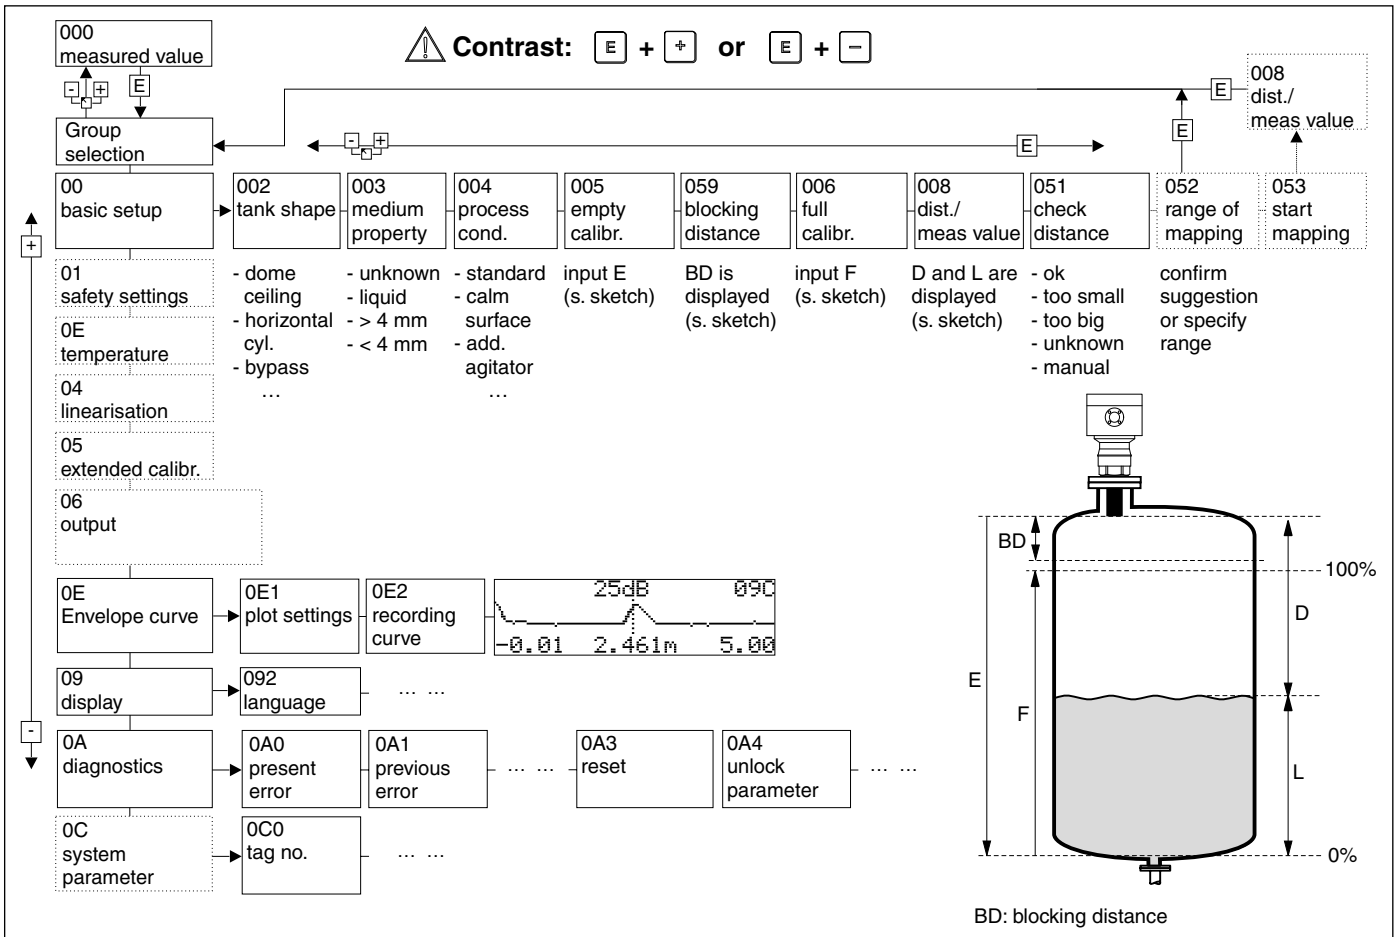 000
measured value
Contrast: E + + or E + -
- +
E
E
008
dist./
meas value
Group
selection
- +
E
E
00
basic setup
002
tank shape
003
medium
property
004
process
cond.
005
empty
calibr.
059
blocking
distance
006
full
calibr.
008
dist./
meas value
051
check
distance
052
range of
mapping
053
start
mapping
- dome
ceiling
- horizontal
cyl.
- bypass
...
- unknown
- liquid
- > 4 mm
- < 4 mm
- standard
- calm
surface
- add.
agitator
...
input E
(s. sketch)
BD is
displayed
(s. sketch)
input F
(s. sketch)
D and L are
displayed
(s. sketch)
- ok
- too small
- too big
- unknown
- manual
confirm
suggestion
or specify
range
+
01
safety settings
0E
temperature
04
linearisation
05
extended calibr.
06
output
0E
Envelope curve
0E1
plot settings
0E2
recording
curve
25dB 09C
-0.01 2.461m 5.00
09
display
092
language
... ...
-
0A
diagnostics
0A0
present
error
0A1
previous
error
... ...
0A3
reset
0A4
unlock
parameter
... ...
0C
system
parameter
0C0
tag no.
... ...
BD
100%
D
E
F
L
0%
BD: blocking distance